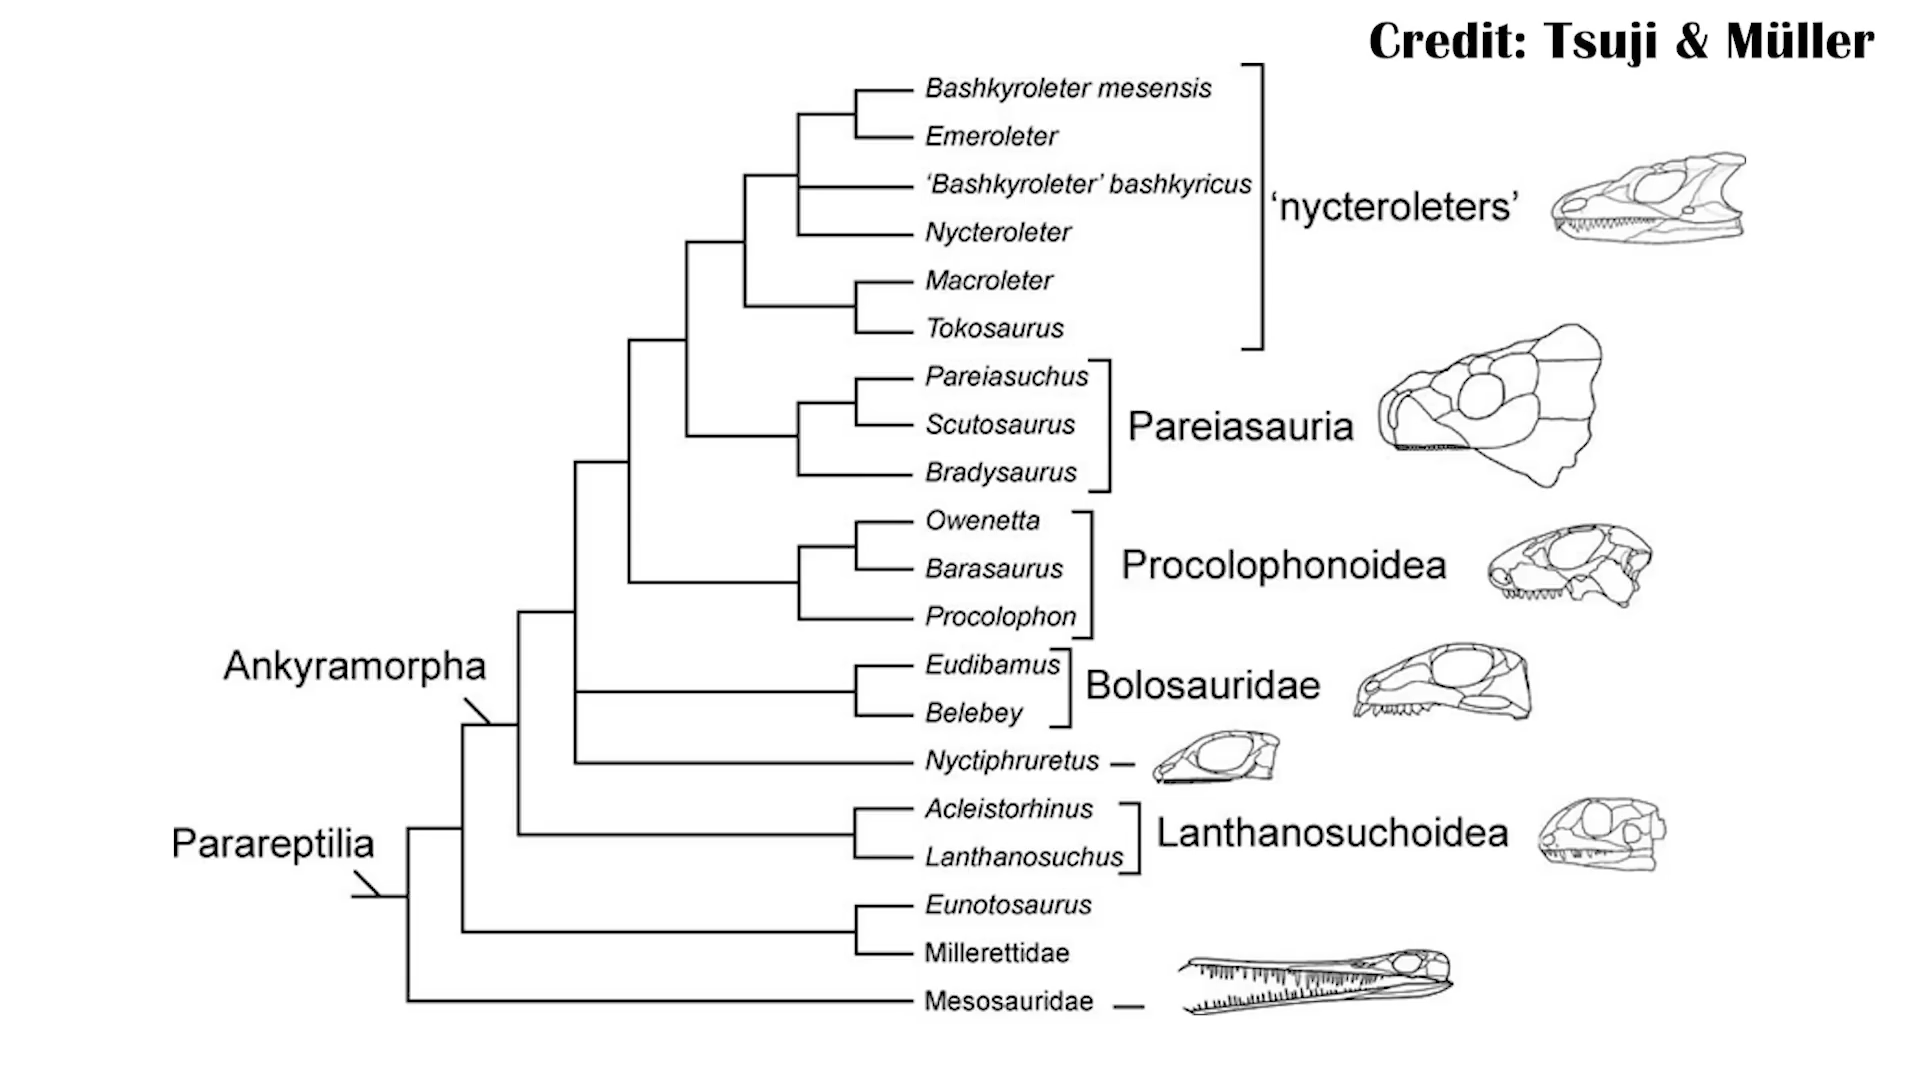 Credit: Tsuji & Müller
Bashkyroleter mesensis
Emeroleter
‘Bashkyroleter’ bashkyricus
Nycteroleter
‘nycteroleters’
Macroleter
Tokosaurus
Pareiasuchus
Scutosaurus
Pareiasauria
Bradysaurus
Owenetta
Barasaurus
Procolophonoidea
Procolophon
Ankyramorpha
Eudibamus
Bolosauridae
Belebey
Nyctiphruretus
Acleistorhinus
Lanthanosuchoidea
Parareptilia
Lanthanosuchus
Eunotosaurus
Millerettidae
Mesosauridae